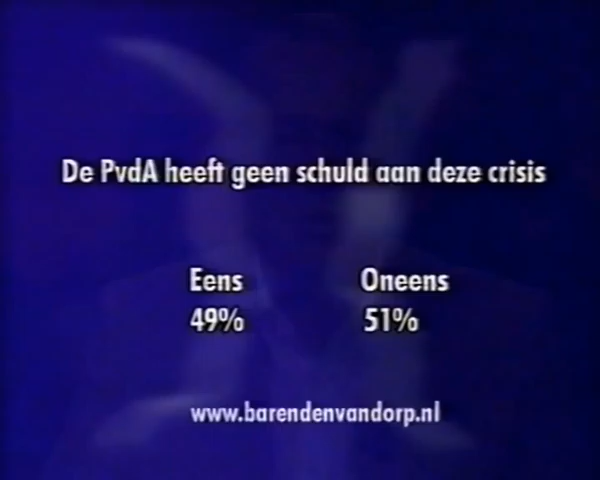 De PvdA heeft geen schuld aan deze crisis
Eens Oneens
49% 51%
www.barendenvandorp.nl